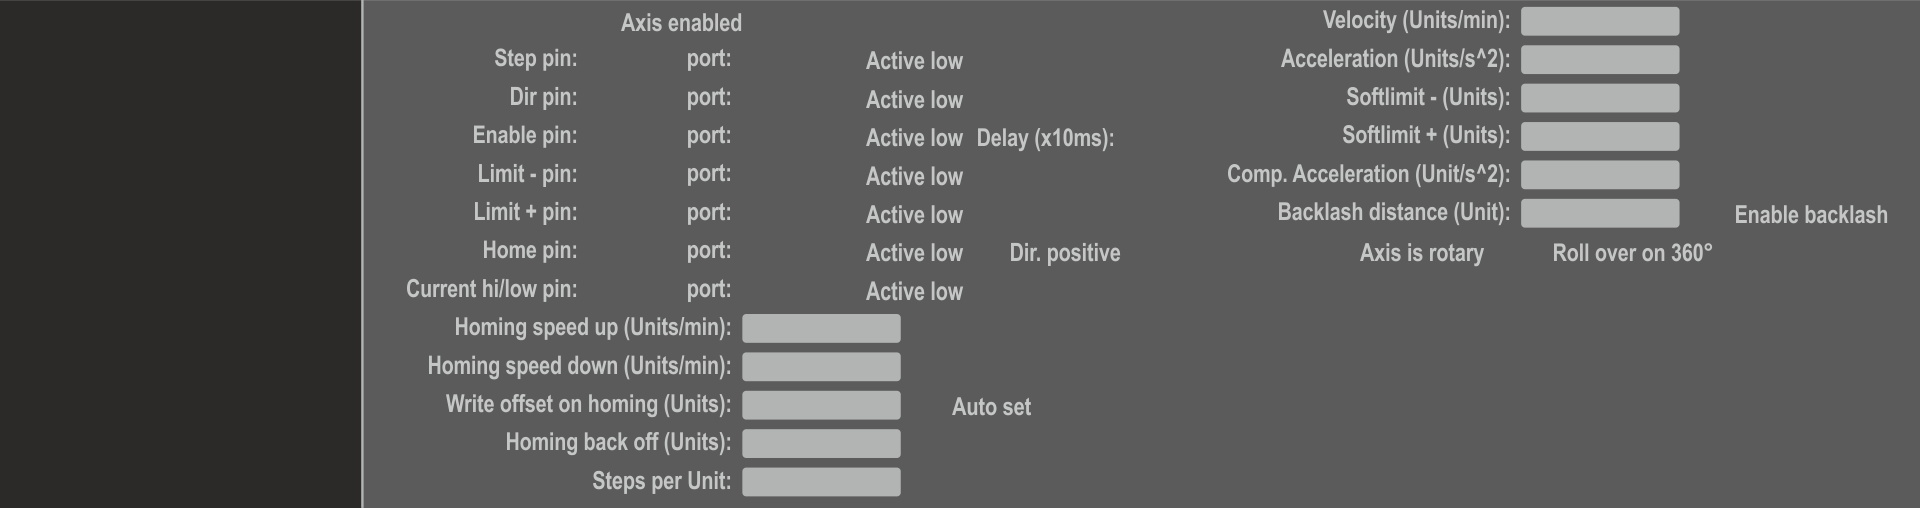 Axis enabled
Step pin: port: Active low
Dir pin: port: Active low
Enable pin: port: Active low Delay (x10ms):
Limit - pin: port: Active low
Limit + pin: port: Active low
Home pin: port: Active low Dir. positive
Current hi/low pin: port: Active low
Homing speed up (Units/min):
Homing speed down (Units/min):
Write offset on homing (Units): Auto set
Homing back off (Units):
Steps per Unit:
Velocity (Units/min):
Acceleration (Units/s^2):
Softlimit - (Units):
Softlimit + (Units):
Comp. Acceleration (Unit/s^2):
Backlash distance (Unit): Enable backlash
Axis is rotary Roll over on 360°